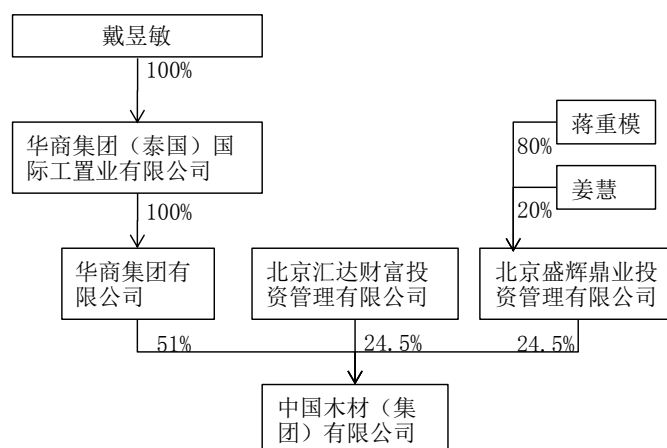 戴昱敏
100%
华商集团（泰国）国
际工置业有限公司
蒋重模
80%
姜慧
20%
100%
华商集团有
限公司
北京汇达财富投
资管理有限公司
北京盛辉鼎业投
资管理有限公司
51%
24.5%
24.5%
中国木材（集
团）有限公司